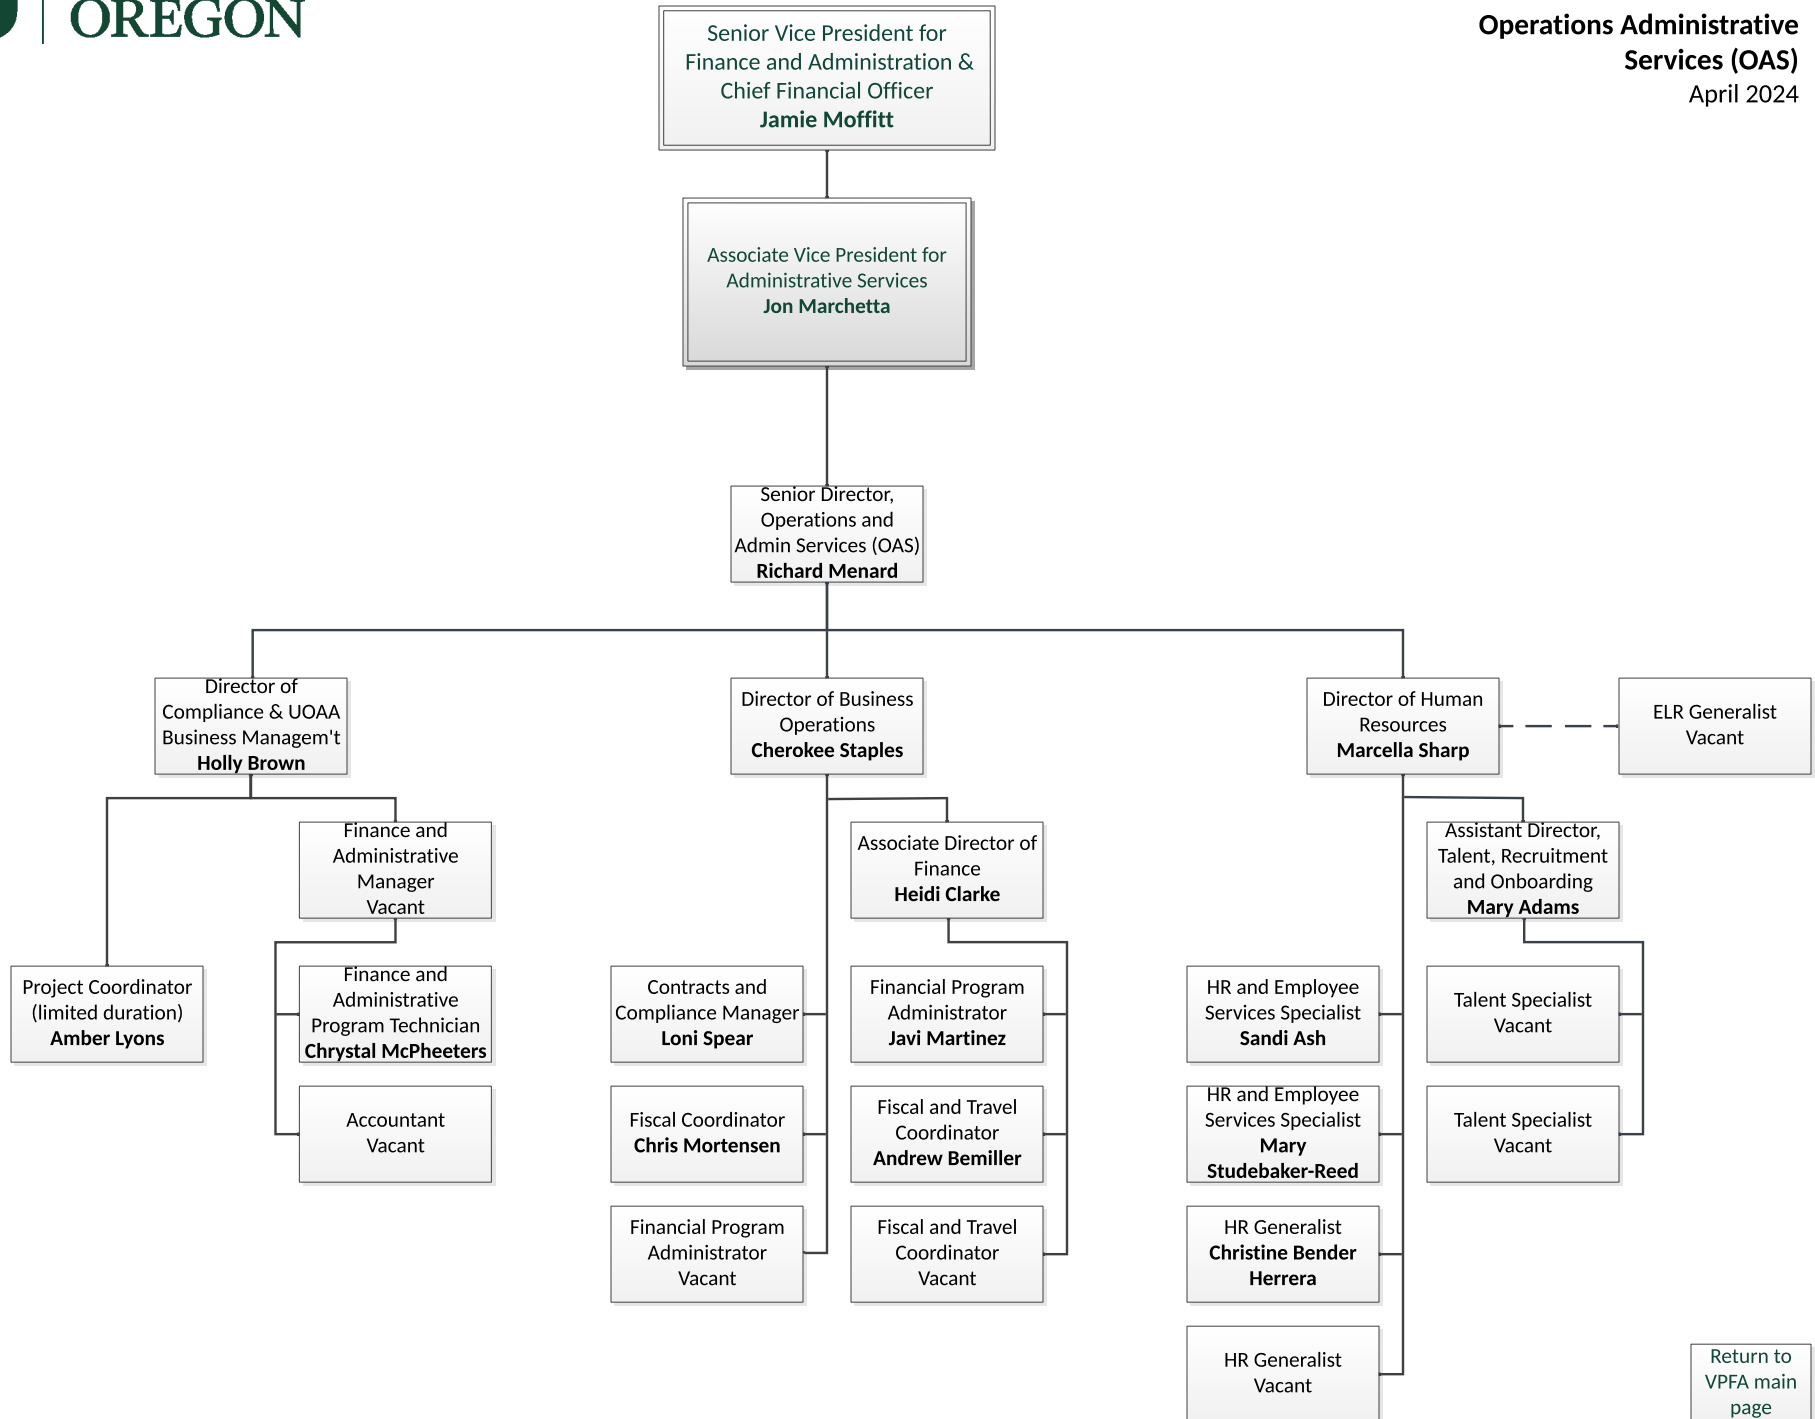 OREGON
Operations Administrative
Services (OAS)
April 2024
Senior Vice President for
Finance and Administration &
Chief Financial Officer
Jamie Moffitt
Associate Vice President for
Administrative Services
Jon Marchetta
Senior Director,
Operations and
Admin Services (OAS)
Richard Menard
Director of
Compliance & UOAA
Business Managem't
Holly Brown
Director of Business
Operations
Cherokee Staples
Director of Human
Resources
Marcella Sharp
ELR Generalist
Vacant
Finance and
Administrative
Manager
Vacant
Associate Director of
Finance
Heidi Clarke
Assistant Director,
Talent, Recruitment
and Onboarding
Mary Adams
Project Coordinator
(limited duration)
Amber Lyons
Finance and
Administrative
Program Technician
Chrystal McPheeters
Contracts and
Compliance Manager
Loni Spear
Financial Program
Administrator
Javi Martinez
HR and Employee
Services Specialist
Sandi Ash
Talent Specialist
Vacant
Accountant
Vacant
Fiscal Coordinator
Chris Mortensen
Fiscal and Travel
Coordinator
Andrew Bemiller
HR and Employee
Services Specialist
Mary
Studebaker-Reed
Talent Specialist
Vacant
Financial Program
Administrator
Vacant
Fiscal and Travel
Coordinator
Vacant
HR Generalist
Christine Bender
Herrera
HR Generalist
Vacant
Return to
VPFA main
page